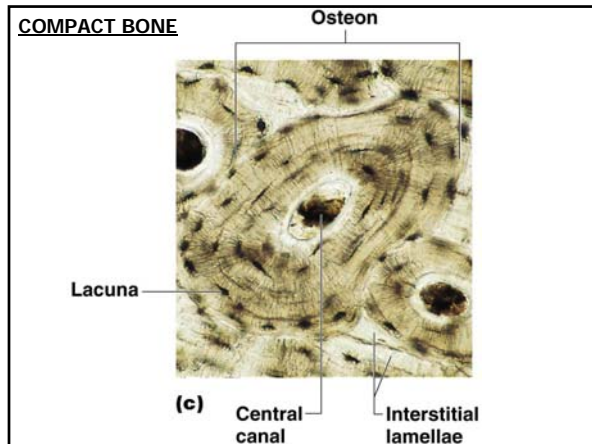 COMPACT BONE
Osteon
Lacuna
(c)
Central
canal
Interstitial
lamellae